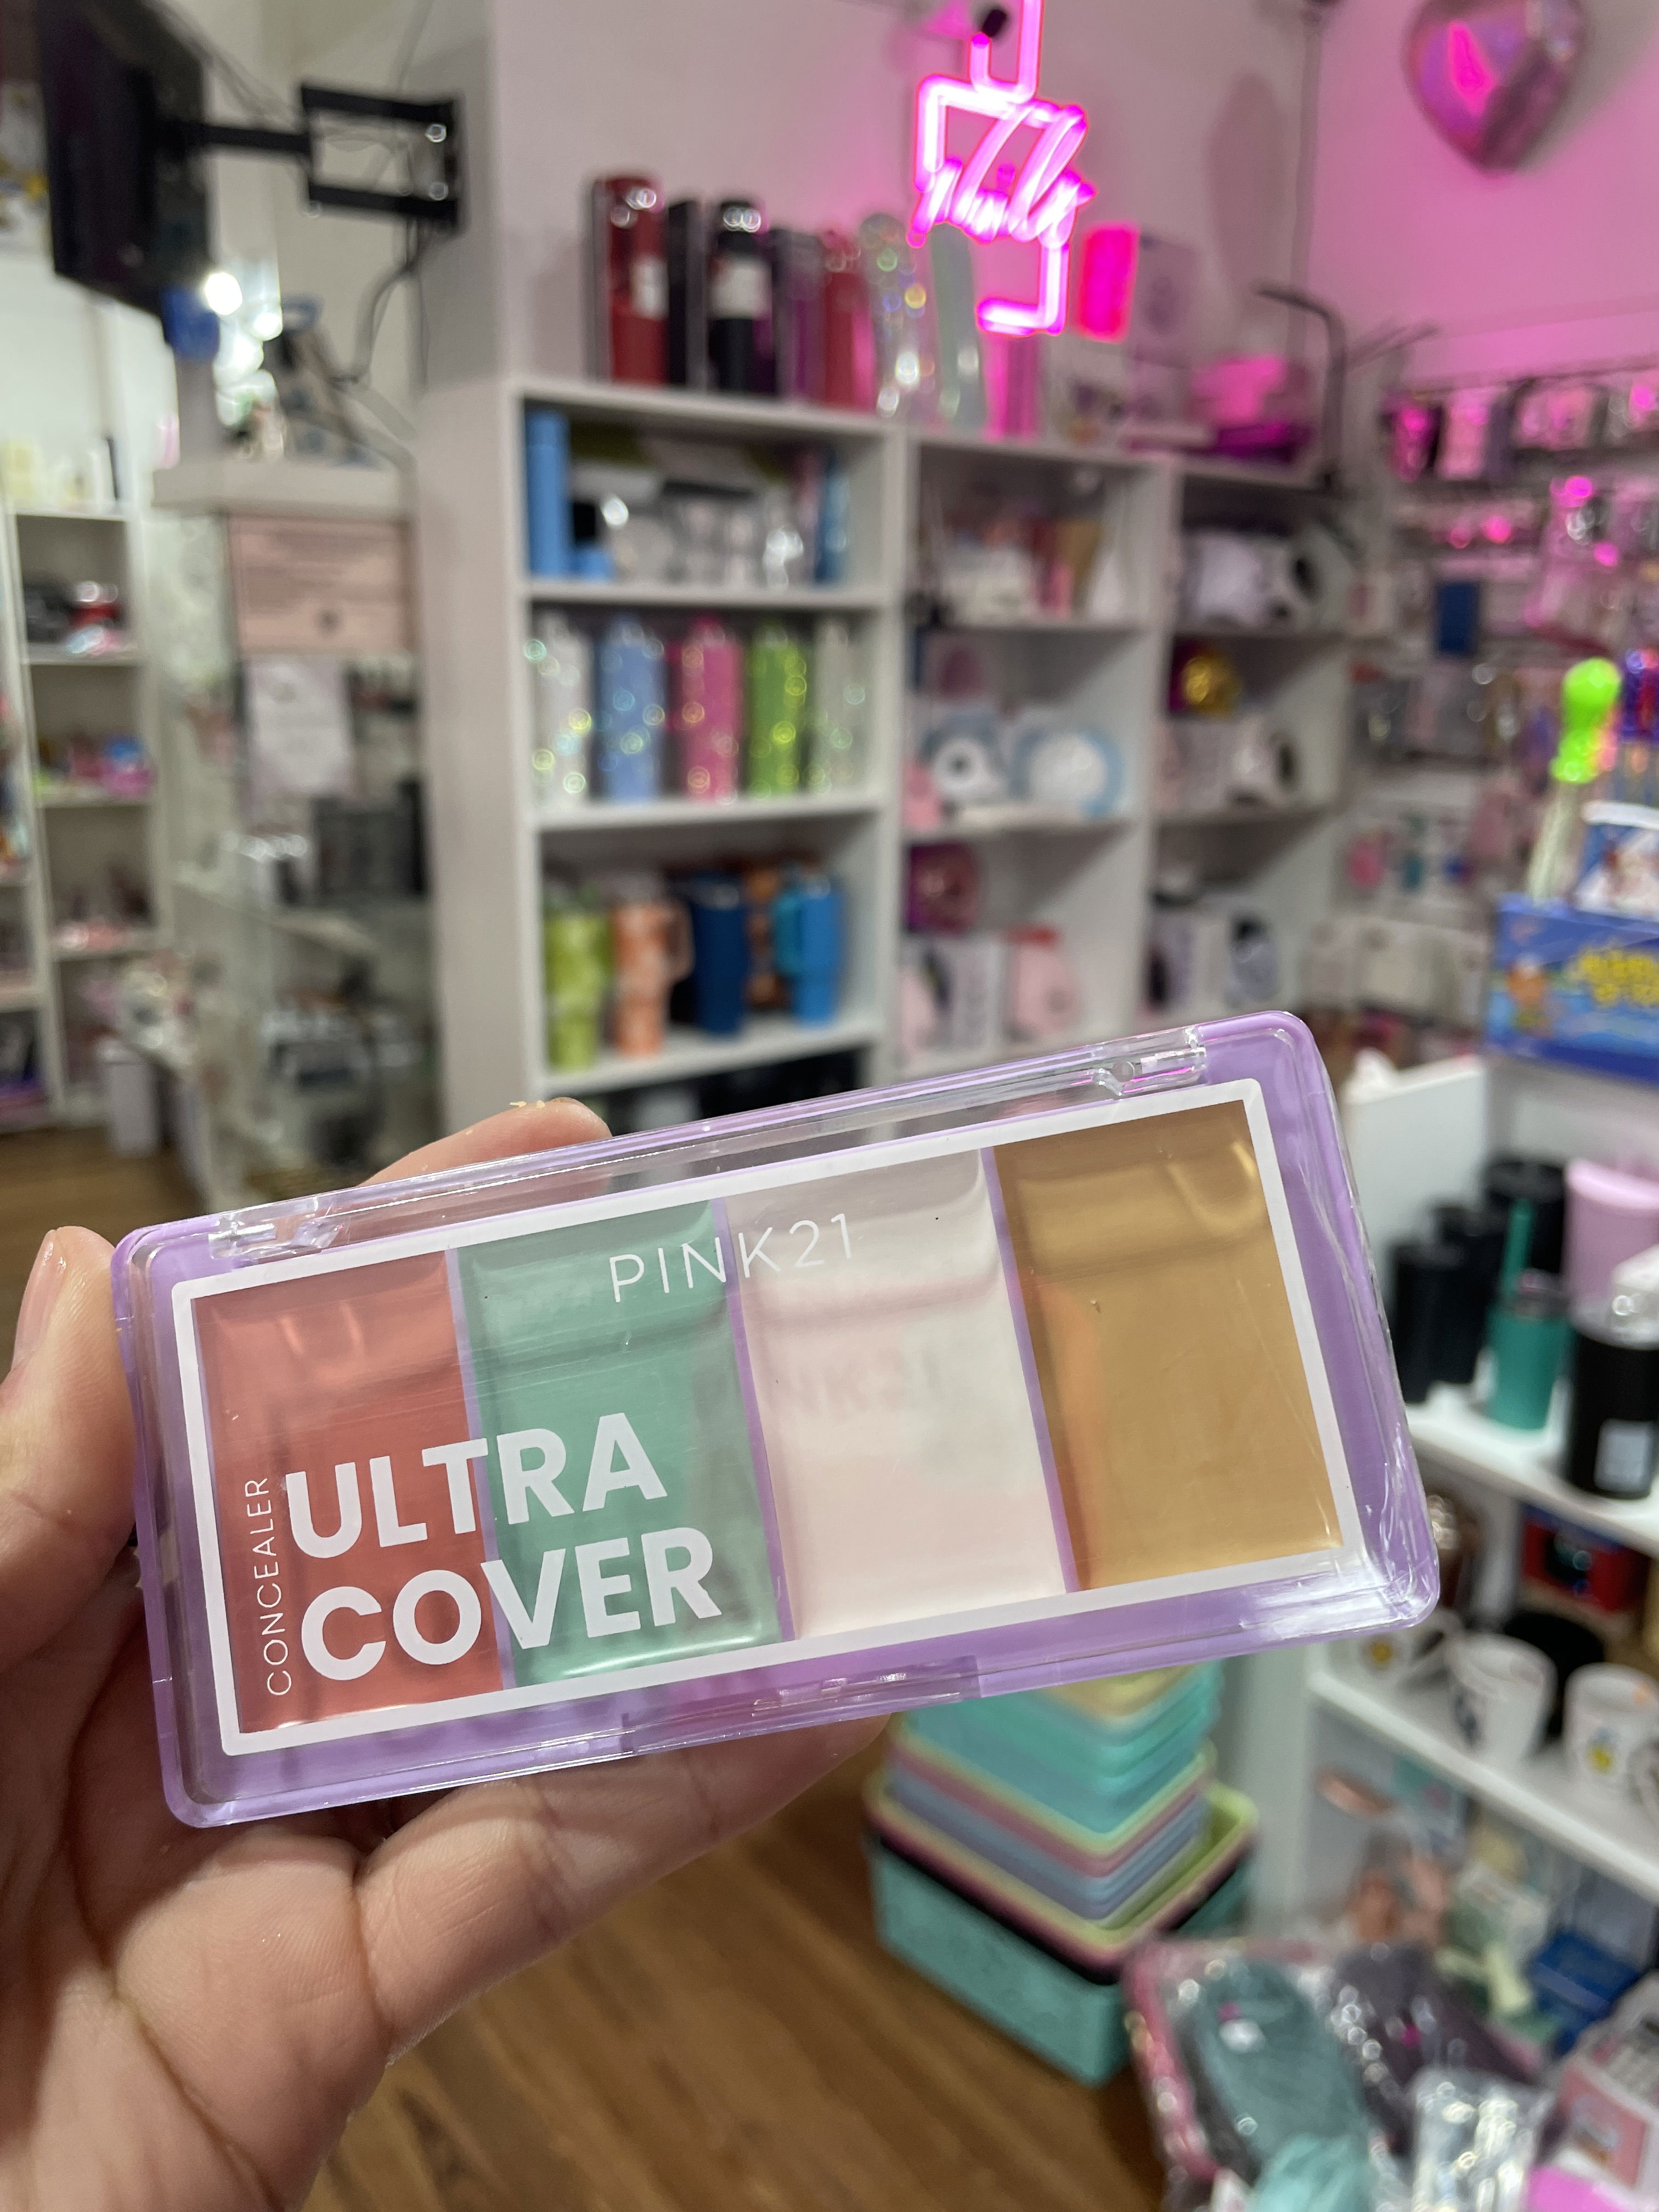 PINK21
CONCEALER
ULTRA
COVER